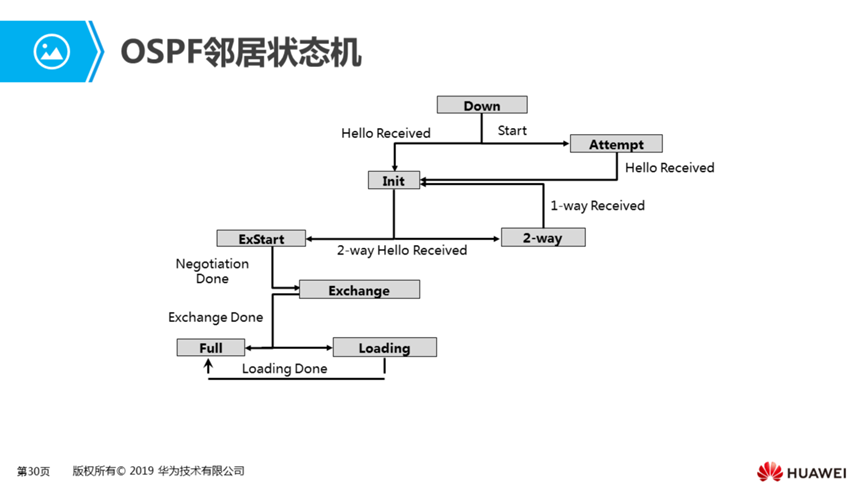 OSPF邻居状态机
Down
Hello Received
Start
Attempt
Hello Received
Init
1-way Received
ExStart
2-way Hello Received
2-way
Negotiation
Done
Exchange
Exchange Done
Full
Loading
Loading Done
第30页
版权所有© 2019 华为技术有限公司
HUAWEI